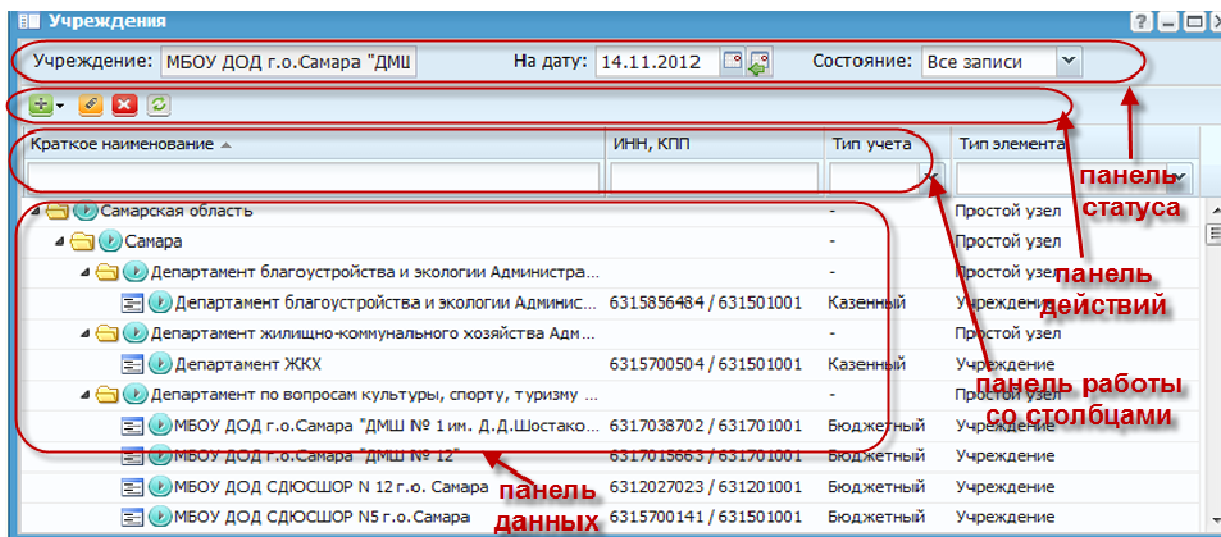 Учреждения
Учреждение: МБОУ ДОД г.о.Самара "ДМШ На дату: 14.11.2012 Состояние: Все записи
Краткое наименование ИНН, КПП Тип учета Тип элемента
панель статуса
Самарская область - Простой узел
Самара - Простой узел
Департамент благоустройства и экологии Администра... - Простой узел
панель действий
Департамент благоустройства и экологии Админис... 6315856484 / 631501001 Казенный Учреждение
Департамент жилищно-коммунального хозяйства Адм... - Простой узел
Департамент ЖКХ 6315700504 / 631501001 Казенный Учреждение
панель работы со столбцами
Департамент по вопросам культуры, спорту, туризму ... - Простой узел
МБОУ ДОД г.о.Самара "ДМШ № 1 им. Д.Д.Шостако... 6317038702 / 631701001 Бюджетный Учреждение
МБОУ ДОД г.о.Самара "ДМШ № 12" 6317015663 / 631701001 Бюджетный Учреждение
панель данных
МБОУ ДОД СДЮСШОР N 12 г.о. Самара 6312027023 / 631201001 Бюджетный Учреждение
МБОУ ДОД СДЮСШОР N5 г.о.Самара 6315700141 / 631501001 Бюджетный Учреждение